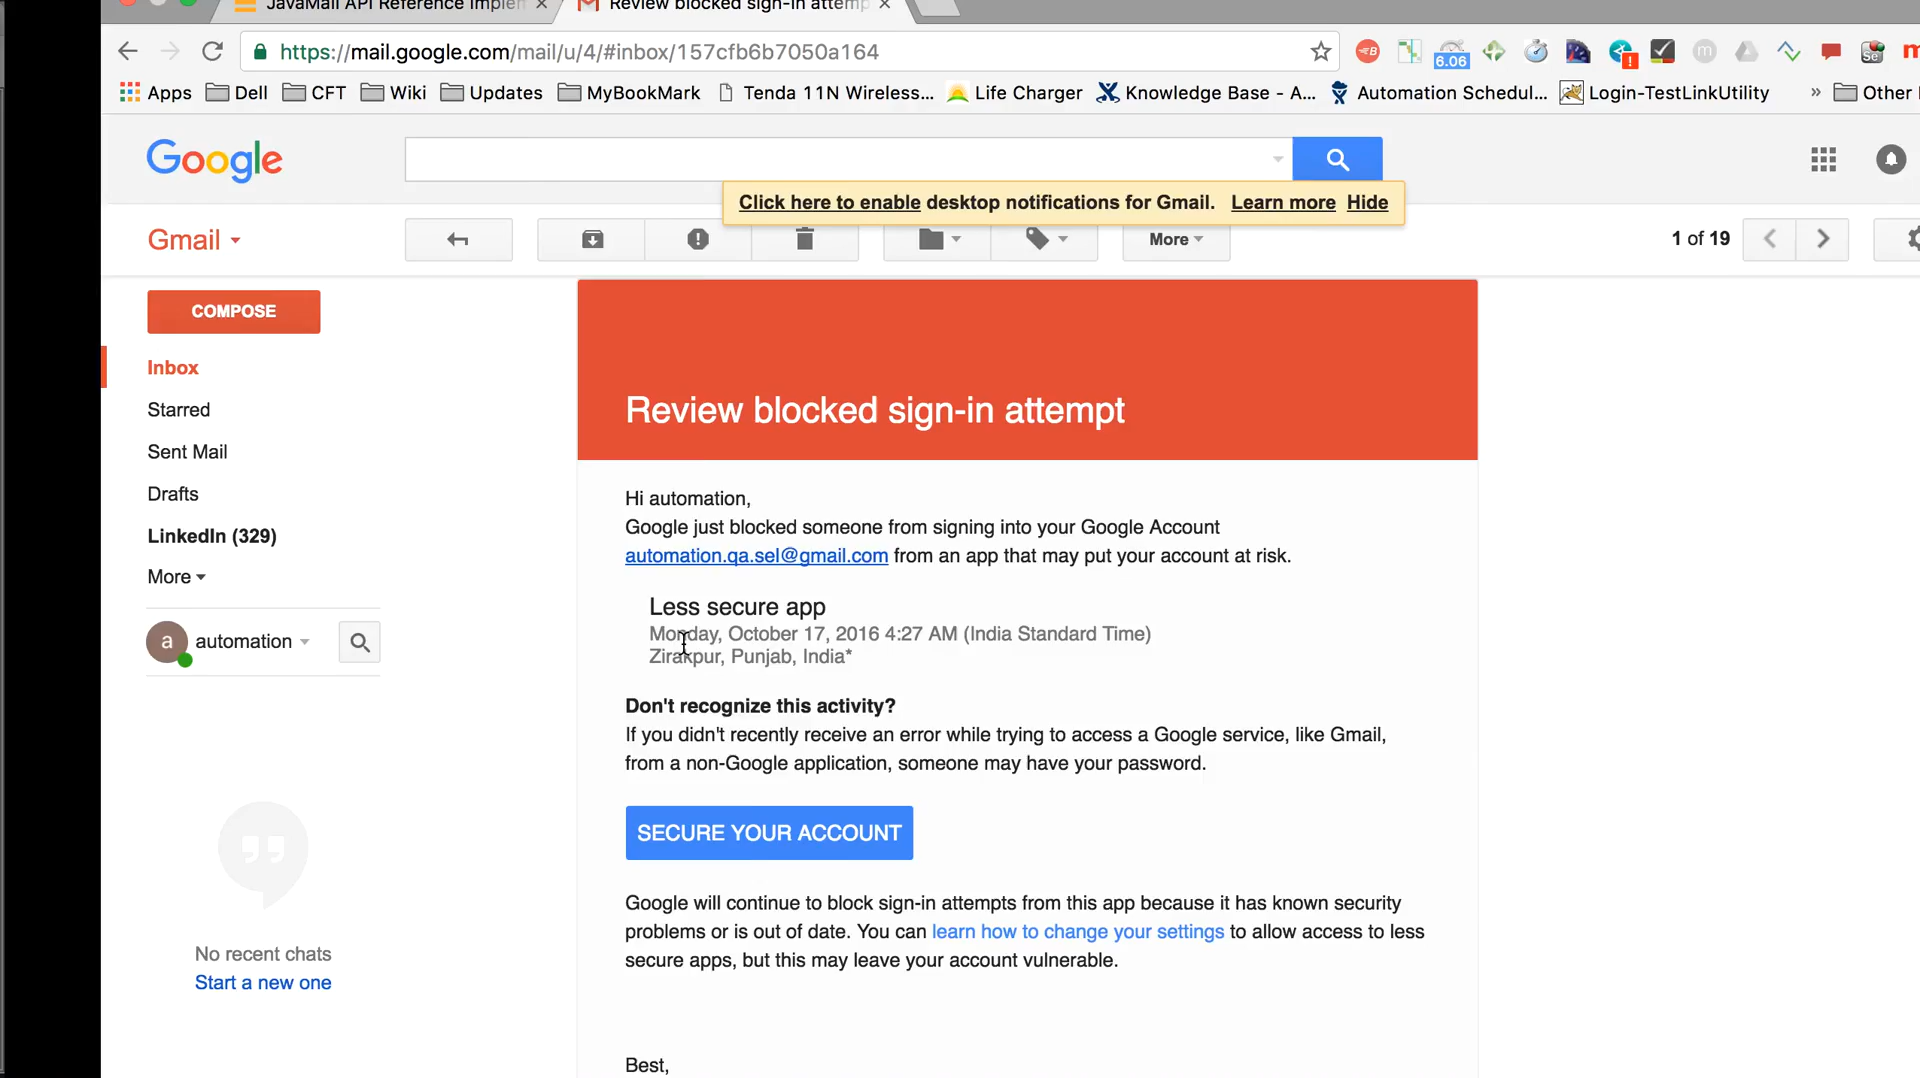 JavaMail API Reference Implem
Review blocked sign-in attemp
https://mail.google.com/mail/u/4/#inbox/157cfb6b7050a164
6.06
Apps Dell CFT Wiki Updates MyBookMark Tenda 11N Wireless... Life Charger Knowledge Base - A... Automation Schedul... Login-TestLinkUtility » Other
Google
Click here to enable desktop notifications for Gmail. Learn more Hide
Gmail
More
1 of 19
COMPOSE
Inbox
Starred
Sent Mail
Drafts
LinkedIn (329)
More
a automation
No recent chats
Start a new one
Review blocked sign-in attempt
Hi automation,
Google just blocked someone from signing into your Google Account
automation.qa.sel@gmail.com from an app that may put your account at risk.
Less secure app
Monday, October 17, 2016 4:27 AM (India Standard Time)
Zirakpur, Punjab, India*
Don't recognize this activity?
If you didn't recently receive an error while trying to access a Google service, like Gmail,
from a non-Google application, someone may have your password.
SECURE YOUR ACCOUNT
Google will continue to block sign-in attempts from this app because it has known security
problems or is out of date. You can learn how to change your settings to allow access to less
secure apps, but this may leave your account vulnerable.
Best,